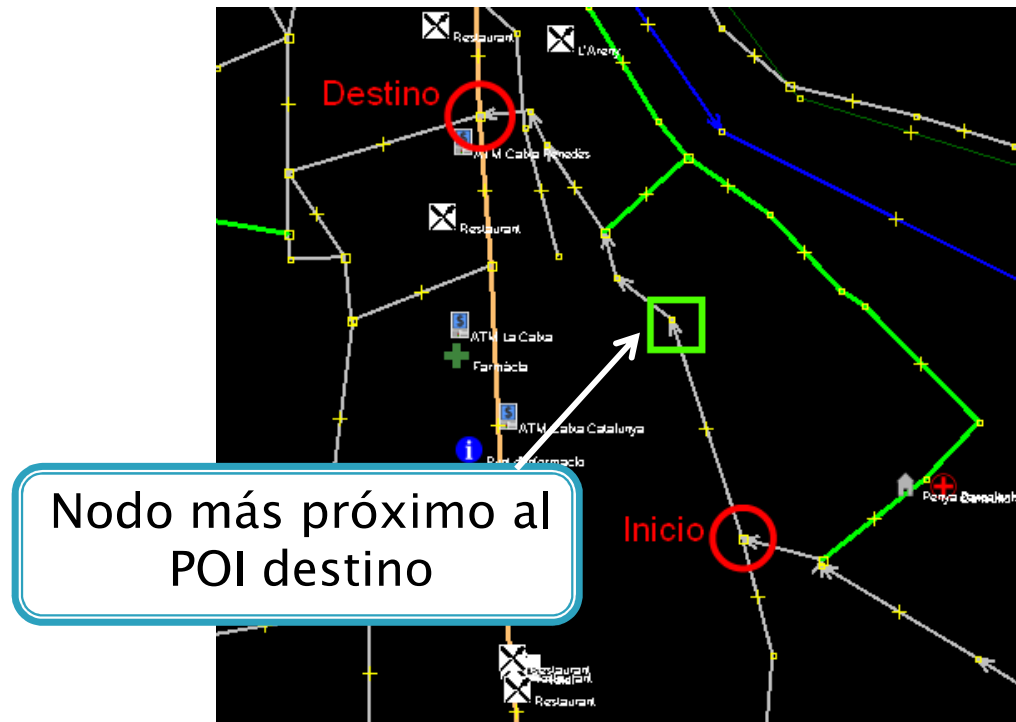 Restaurant
L'Areny
Destino
ATM Caixa Penedès
Restaurant
ATM La Caixa
Farmàcia
ATM Caixa Catalunya
Punt d'informació
Nodo más próximo al
POI destino
Inicio
Penya
Restaurant
Restaurant